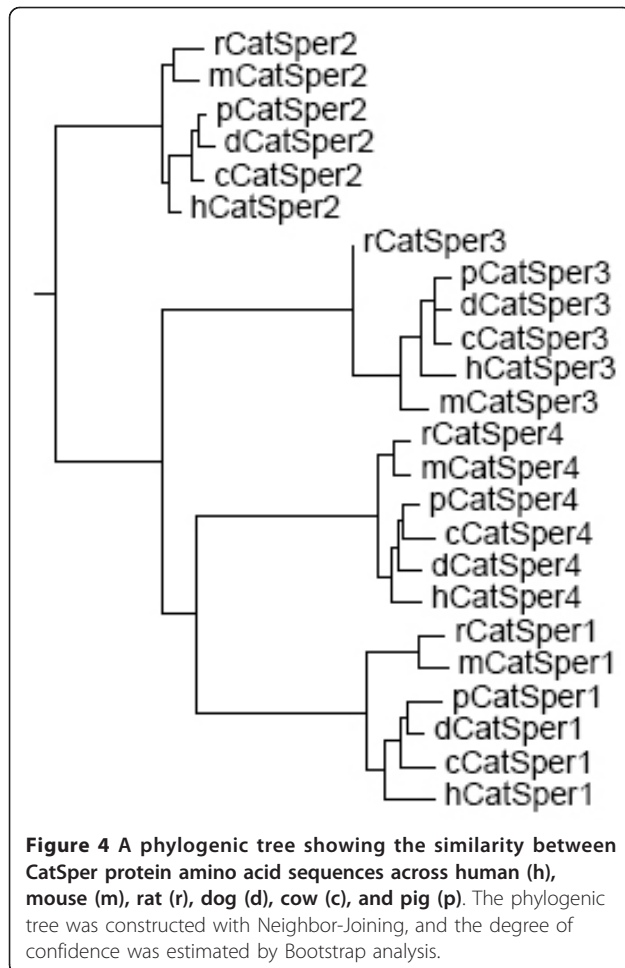 rCatSper2
mCatSper2
pCatSper2
dCatSper2
cCatSper2
hCatSper2
rCatSper3
pCatSper3
dCatSper3
cCatSper3
hCatSper3
mCatSper3
rCatSper4
mCatSper4
pCatSper4
cCatSper4
dCatSper4
hCatSper4
rCatSper1
mCatSper1
pCatSper1
dCatSper1
cCatSper1
hCatSper1
Figure 4 A phylogenic tree showing the similarity between
CatSper protein amino acid sequences across human (h),
mouse (m), rat (r), dog (d), cow (c), and pig (p). The phylogenic
tree was constructed with Neighbor-Joining, and the degree of
confidence was estimated by Bootstrap analysis.